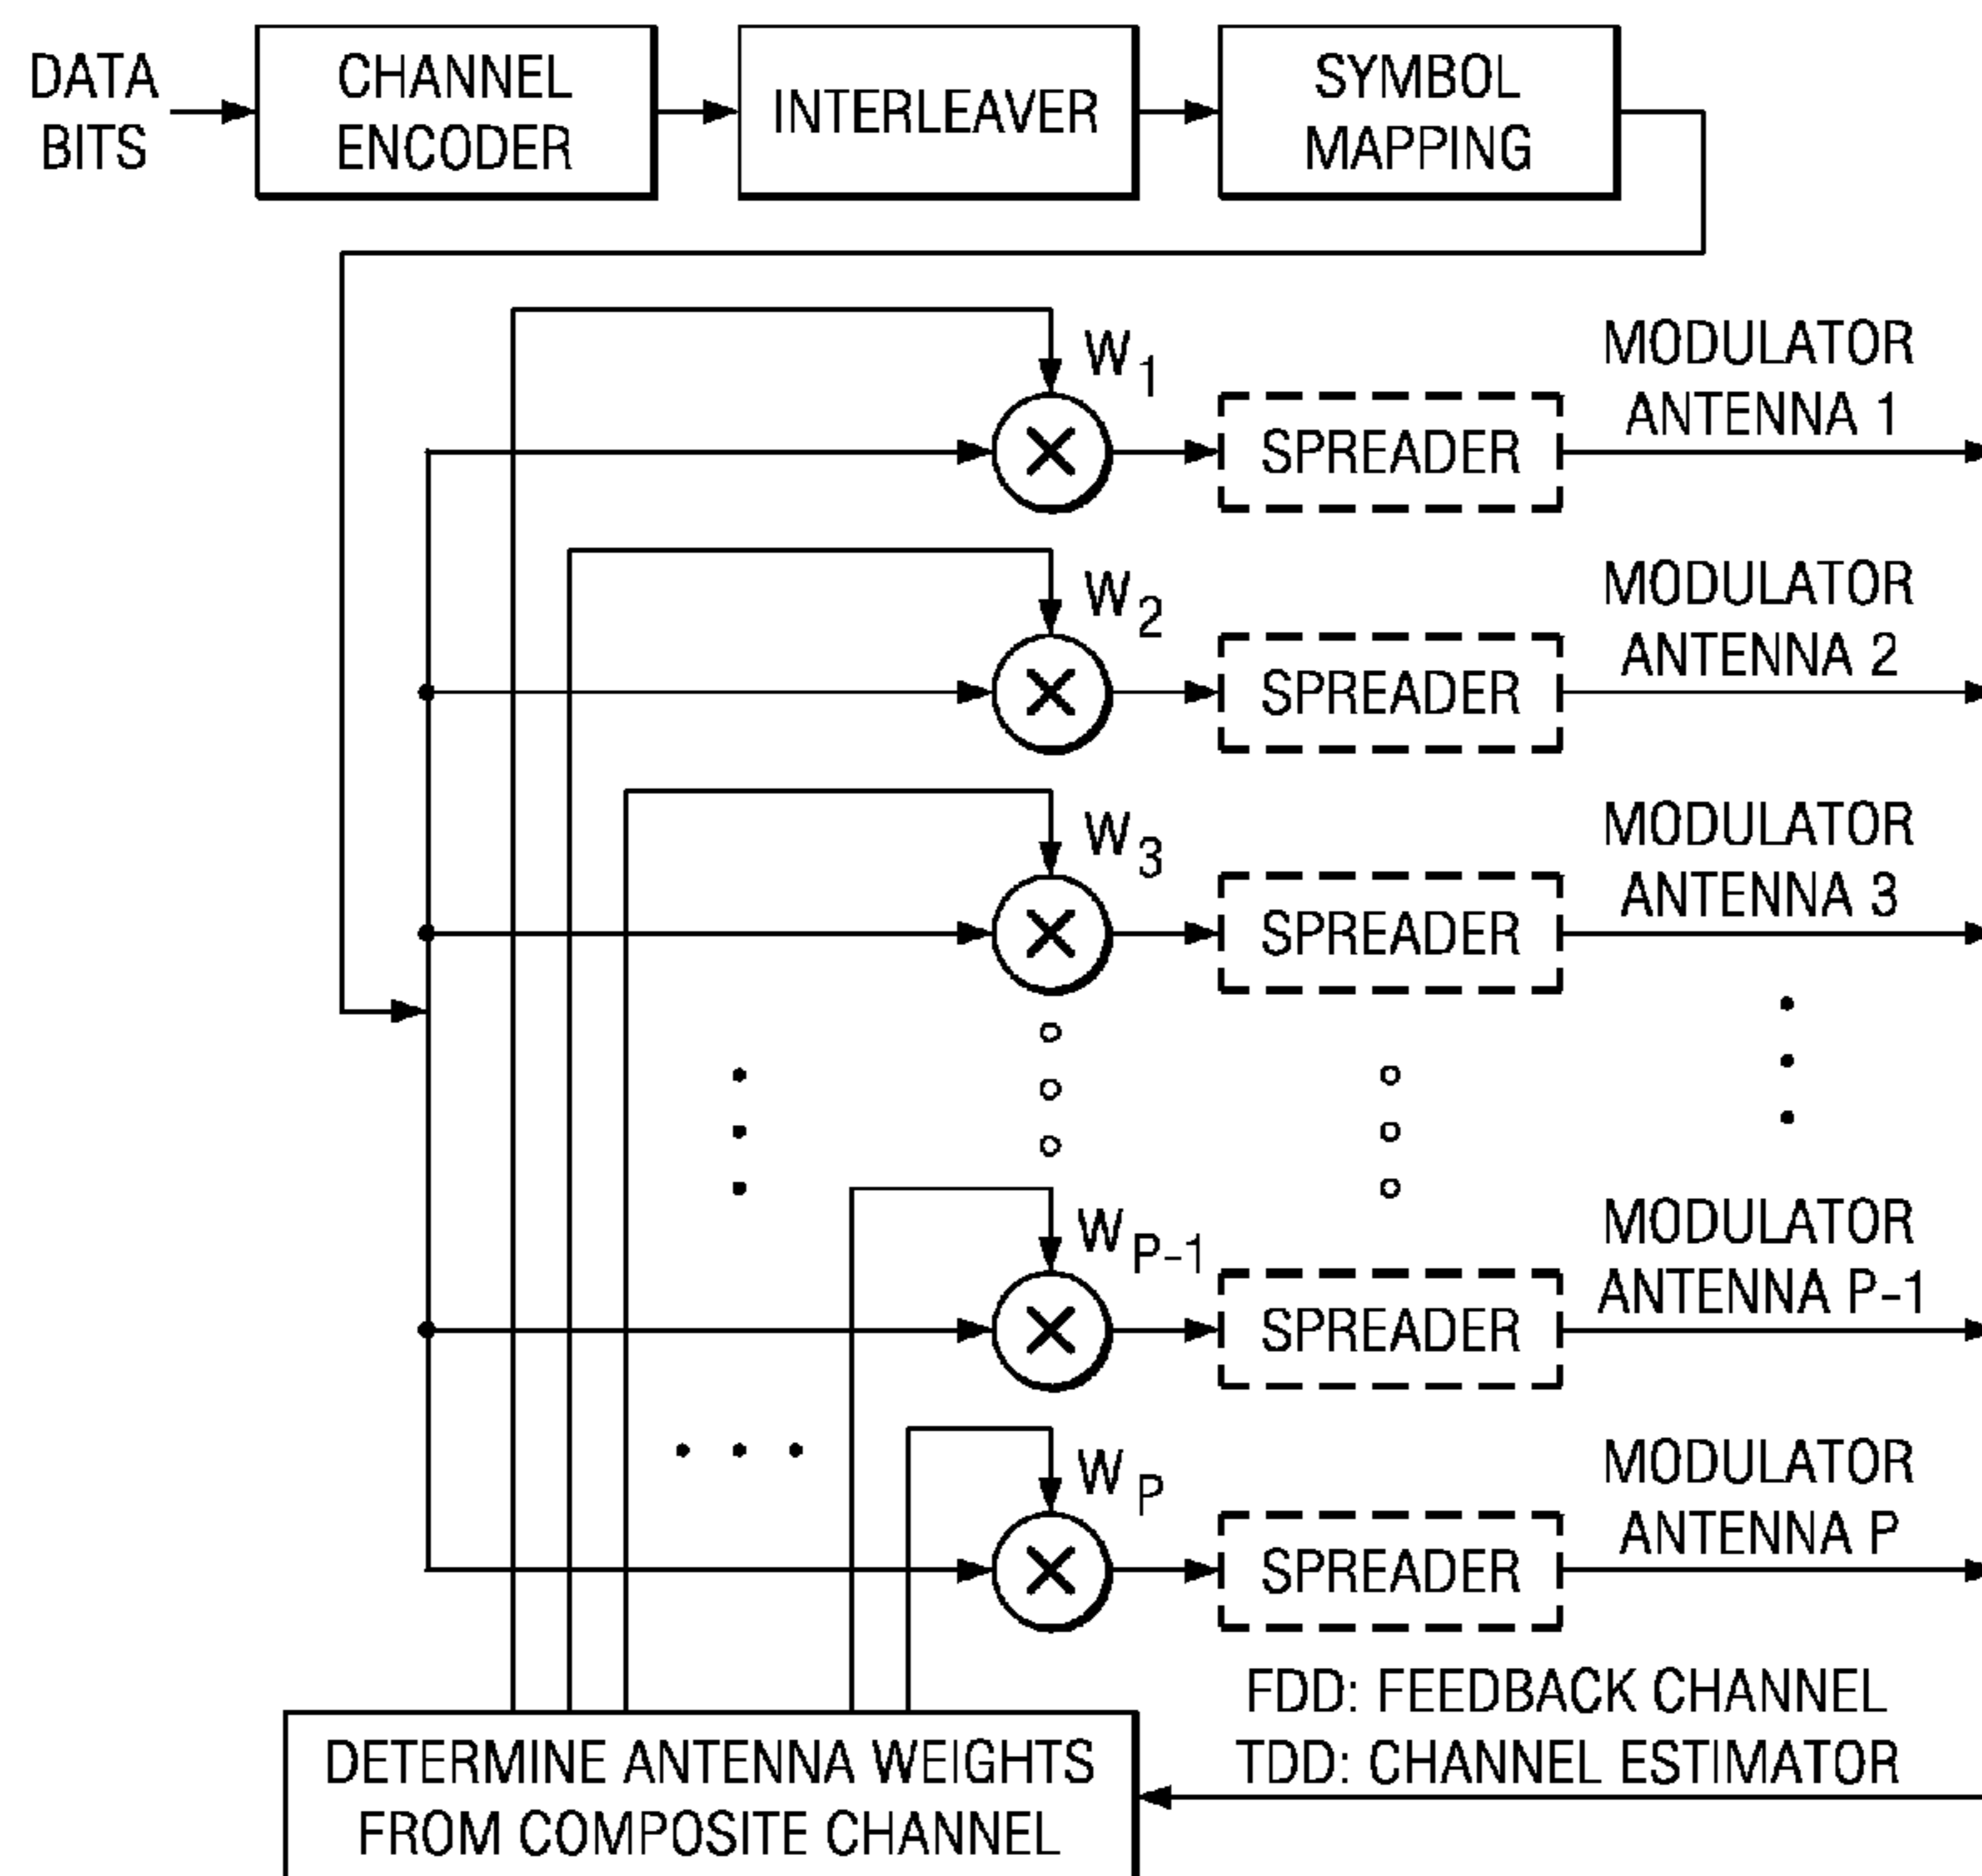 DATA
BITS
CHANNEL
ENCODER
INTERLEAVER
SYMBOL
MAPPING
W1
MODULATOR
ANTENNA 1
SPREADER
W2
MODULATOR
ANTENNA 2
SPREADER
W3
MODULATOR
ANTENNA 3
SPREADER
WP-1
MODULATOR
ANTENNA P-1
SPREADER
WP
MODULATOR
ANTENNA P
SPREADER
FDD: FEEDBACK CHANNEL
TDD: CHANNEL ESTIMATOR
DETERMINE ANTENNA WEIGHTS
FROM COMPOSITE CHANNEL